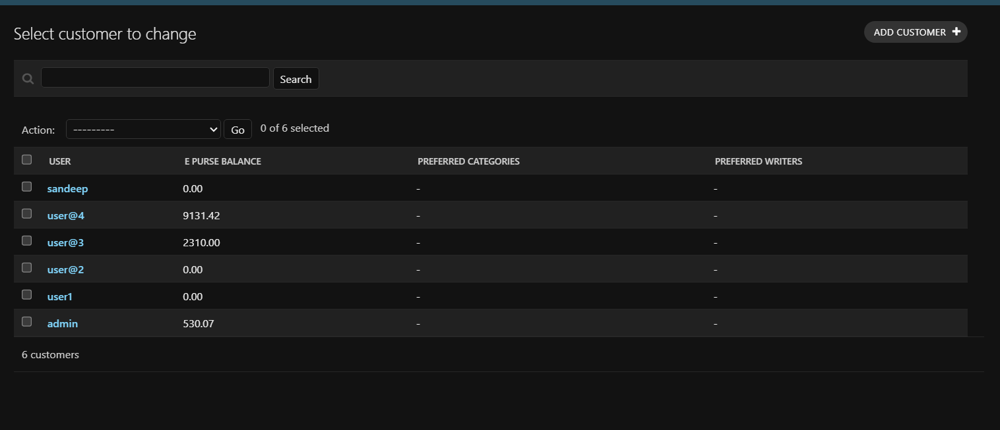 Select customer to change
ADD CUSTOMER +
Search
Action: --------- Go 0 of 6 selected
USER E PURSE BALANCE PREFERRED CATEGORIES PREFERRED WRITERS
sandeep 0.00 - -
user@4 9131.42 - -
user@3 2310.00 - -
user@2 0.00 - -
user1 0.00 - -
admin 530.07 - -
6 customers